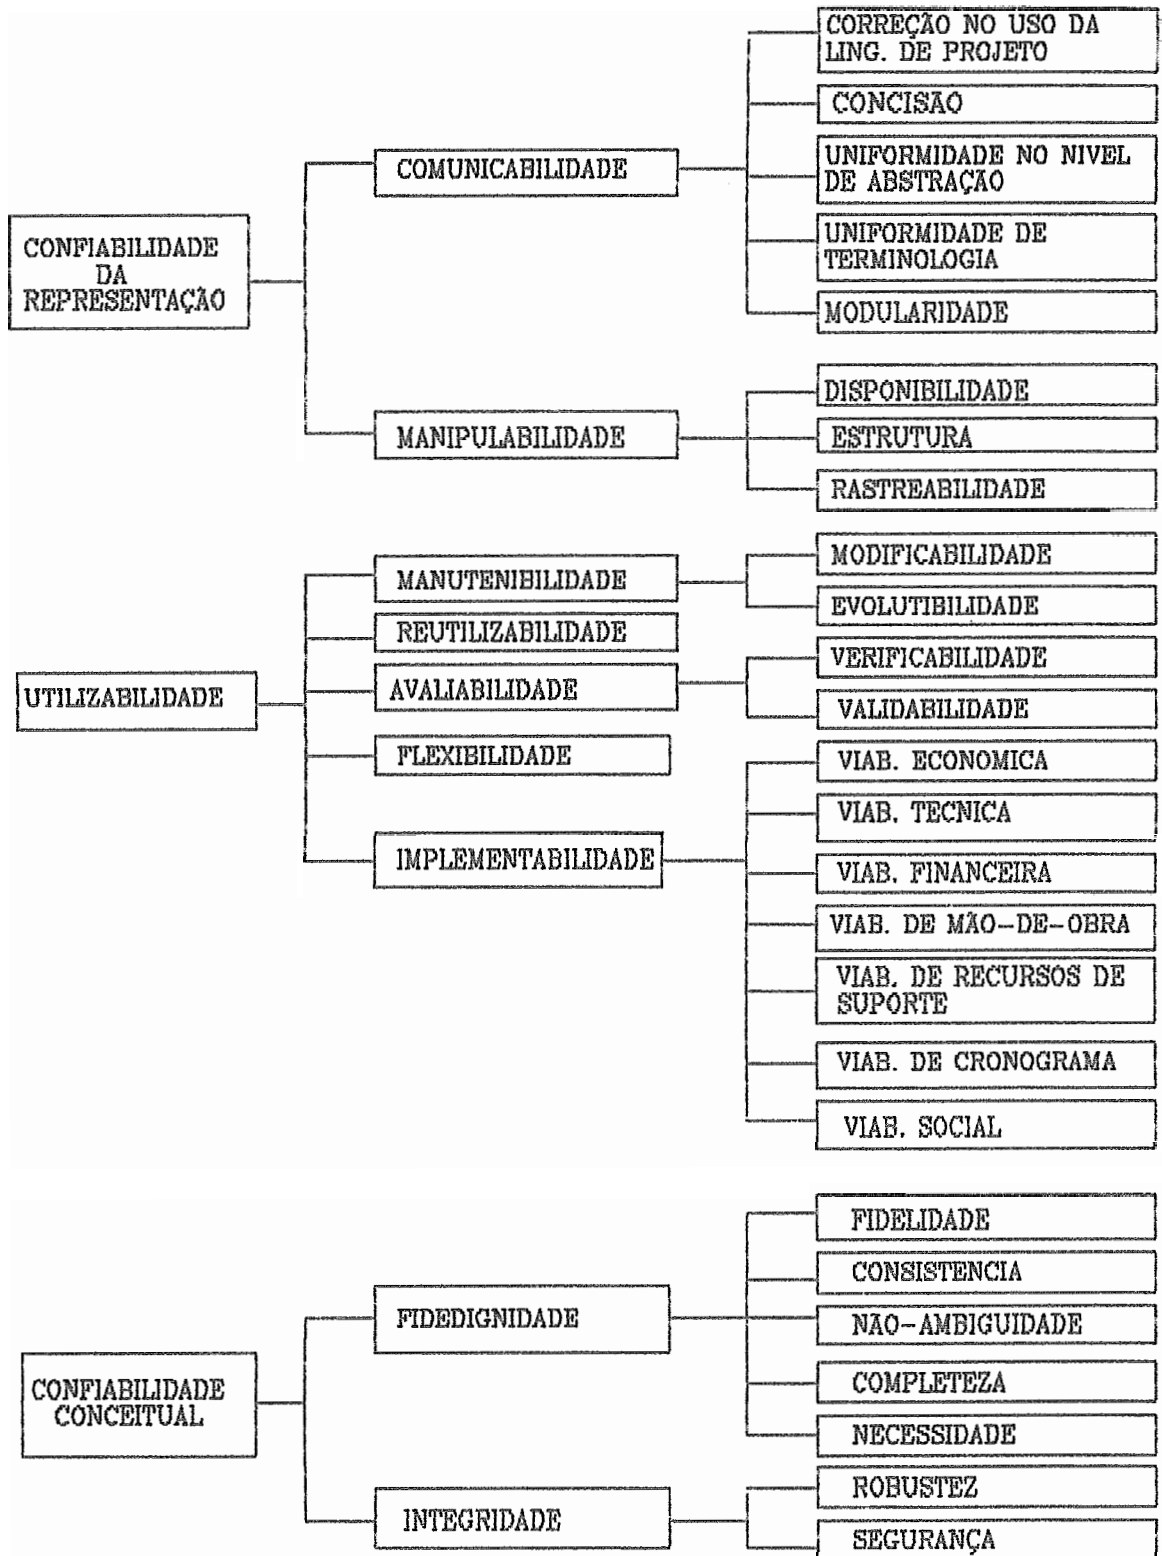 CONFIABILIDADE
DA
REPRESENTAÇÃO
COMUNICABILIDADE
CORREÇÃO NO USO DA
LING. DE PROJETO
CONCISÃO
UNIFORMIDADE NO NIVEL
DE ABSTRAÇÃO
UNIFORMIDADE DE
TERMINOLOGIA
MODULARIDADE
MANIPULABILIDADE
DISPONIBILIDADE
ESTRUTURA
RASTREABILIDADE
UTILIZABILIDADE
MANUTENIBILIDADE
MODIFICABILIDADE
EVOLUTIBILIDADE
REUTILIZABILIDADE
AVALIABILIDADE
VERIFICABILIDADE
VALIDABILIDADE
FLEXIBILIDADE
IMPLEMENTABILIDADE
VIAB. ECONOMICA
VIAB. TECNICA
VIAB. FINANCEIRA
VIAB. DE MÃO-DE-OBRA
VIAB. DE RECURSOS DE
SUPORTE
VIAB. DE CRONOGRAMA
VIAB. SOCIAL
CONFIABILIDADE
CONCEITUAL
FIDEDIGNIDADE
FIDELIDADE
CONSISTENCIA
NÃO-AMBIGUIDADE
COMPLETEZA
NECESSIDADE
INTEGRIDADE
ROBUSTEZ
SEGURANÇA